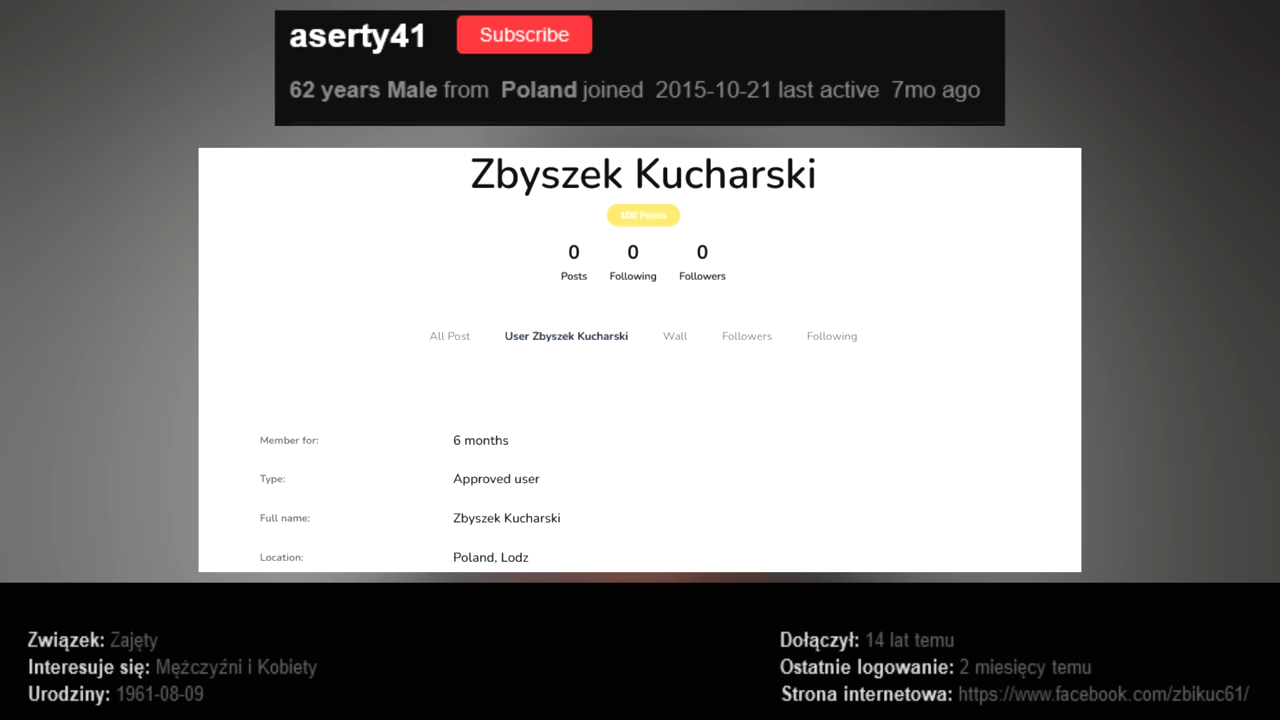 aserty41 Subscribe
62 years Male from Poland joined 2015-10-21 last active 7mo ago
Zbyszek Kucharski
100 Points
0 0 0
Posts Following Followers
All Post User Zbyszek Kucharski Wall Followers Following
Member for: 6 months
Type: Approved user
Full name: Zbyszek Kucharski
Location: Poland, Lodz
Związek: Zajęty
Interesuje się: Mężczyźni i Kobiety
Urodziny: 1961-08-09
Dołączył: 14 lat temu
Ostatnie logowanie: 2 miesięcy temu
Strona internetowa: https://www.facebook.com/zbikuc61/